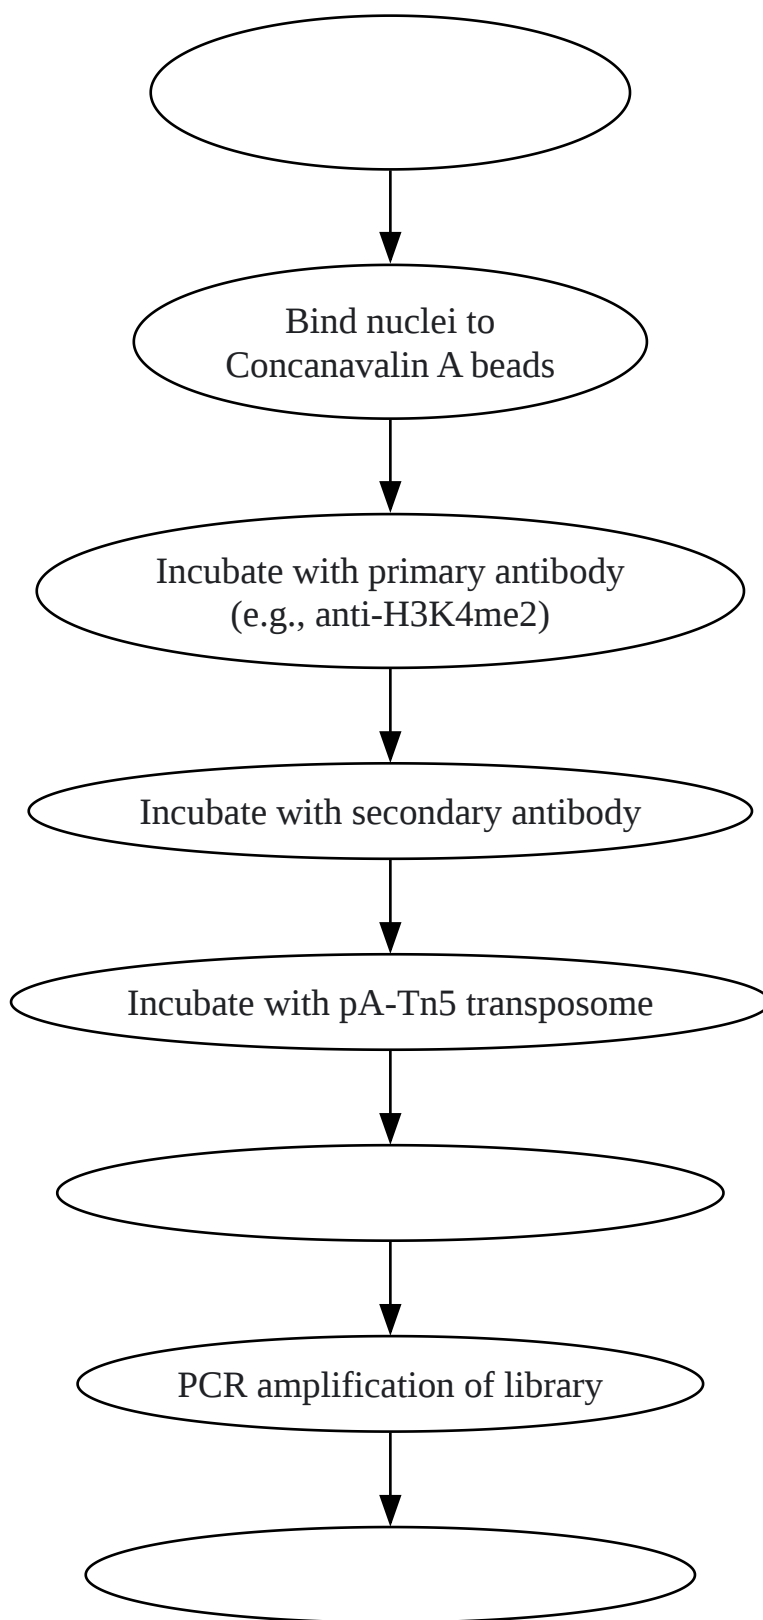 Bind nuclei to
Concanavalin A beads
Incubate with primary antibody
(e.g., anti-H3K4me2)
Incubate with secondary antibody
Incubate with pA-Tn5 transposome
PCR amplification of library